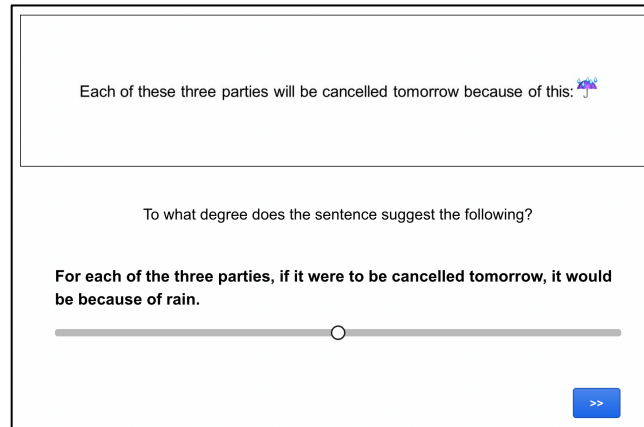 Each of these three parties will be cancelled tomorrow because of this: ☔
To what degree does the sentence suggest the following?
For each of the three parties, if it were to be cancelled tomorrow, it would
be because of rain.
>>